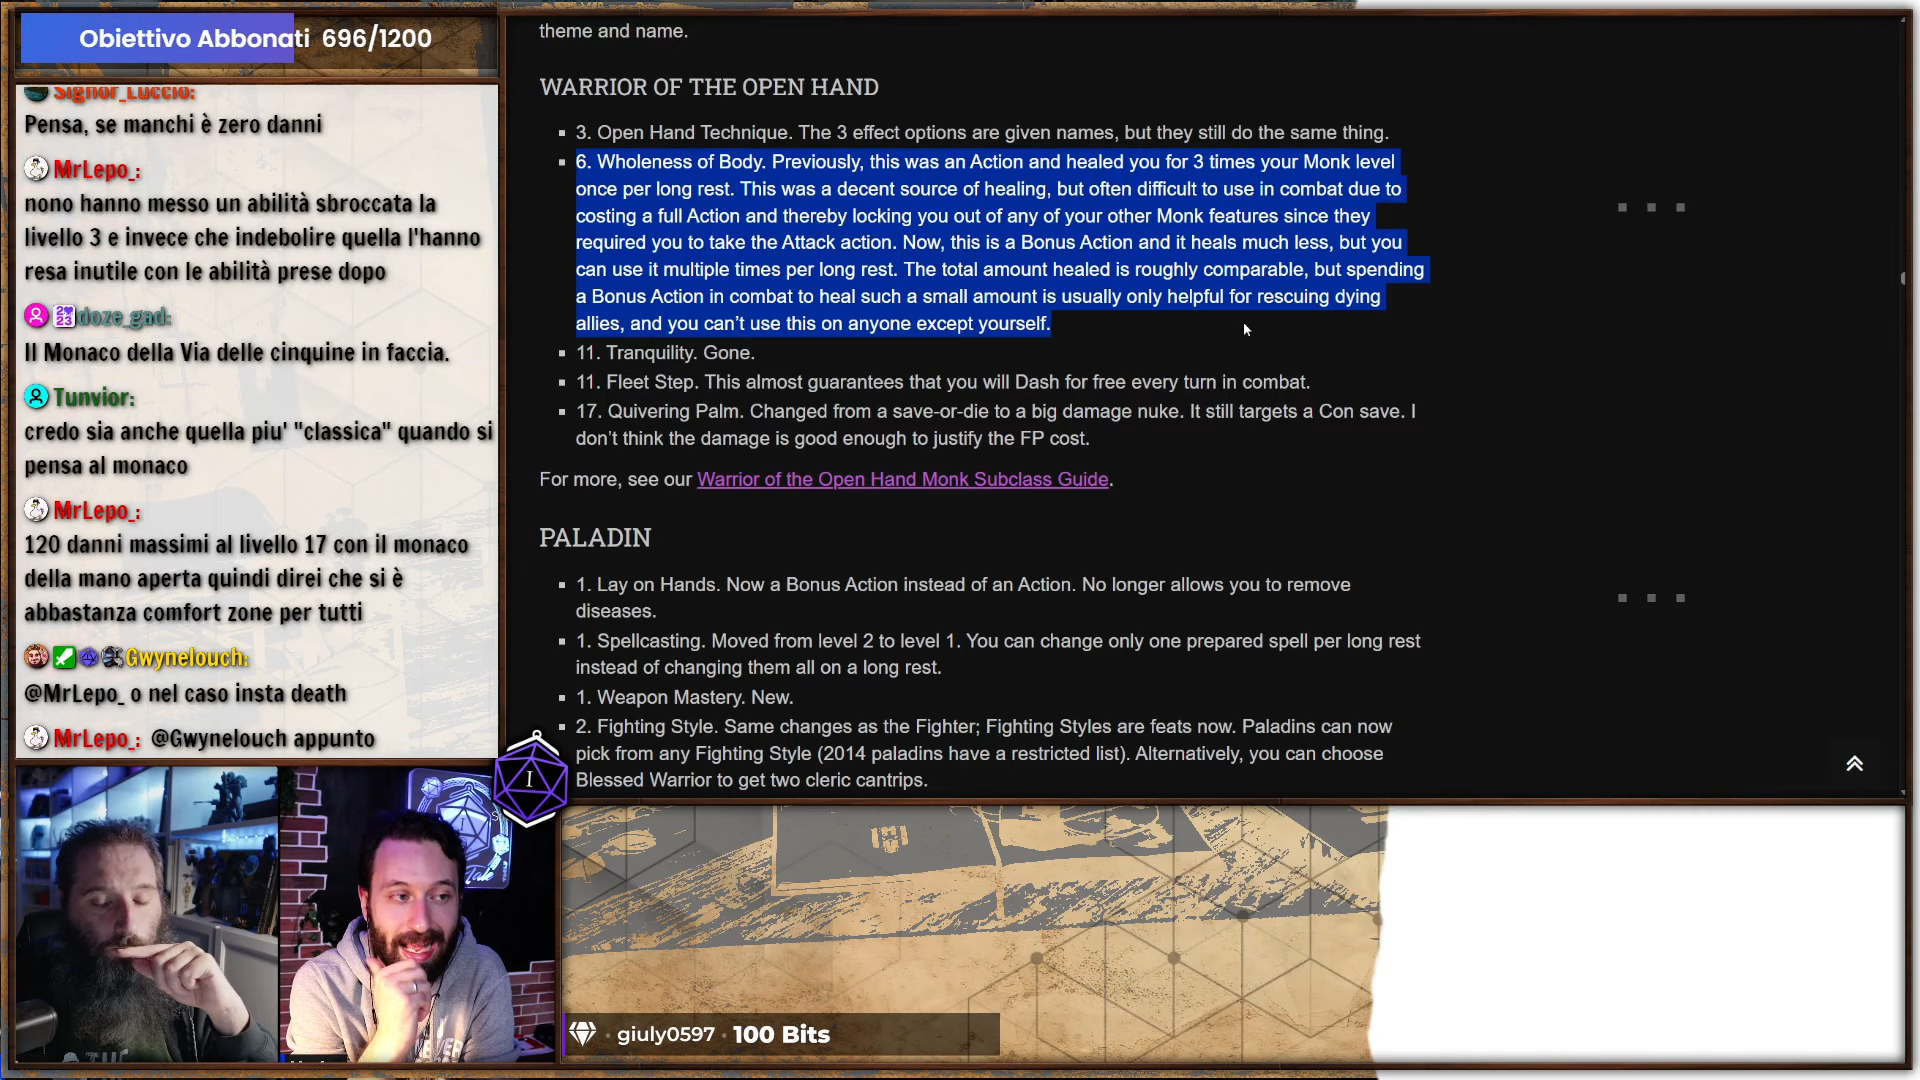 Obiettivo Abbonati 696/1200
Signor_Luccio:
Pensa, se manchi è zero danni
MrLepo_:
nono hanno messo un abilità sbroccata la
livello 3 e invece che indebolire quella l'hanno
resa inutile con le abilità prese dopo
doze_gad:
Il Monaco della Via delle cinquine in faccia.
Tunvior:
credo sia anche quella piu' "classica" quando si
pensa al monaco
MrLepo_:
120 danni massimi al livello 17 con il monaco
della mano aperta quindi direi che si è
abbastanza comfort zone per tutti
Gwynelouch:
@MrLepo_ o nel caso insta death
MrLepo_: @Gwynelouch appunto
theme and name.
WARRIOR OF THE OPEN HAND
3. Open Hand Technique. The 3 effect options are given names, but they still do the same thing.
6. Wholeness of Body. Previously, this was an Action and healed you for 3 times your Monk level
once per long rest. This was a decent source of healing, but often difficult to use in combat due to
costing a full Action and thereby locking you out of any of your other Monk features since they
required you to take the Attack action. Now, this is a Bonus Action and it heals much less, but you
can use it multiple times per long rest. The total amount healed is roughly comparable, but spending
a Bonus Action in combat to heal such a small amount is usually only helpful for rescuing dying
allies, and you can’t use this on anyone except yourself.
11. Tranquility. Gone.
11. Fleet Step. This almost guarantees that you will Dash for free every turn in combat.
17. Quivering Palm. Changed from a save-or-die to a big damage nuke. It still targets a Con save. I
don’t think the damage is good enough to justify the FP cost.
For more, see our Warrior of the Open Hand Monk Subclass Guide.
PALADIN
1. Lay on Hands. Now a Bonus Action instead of an Action. No longer allows you to remove
diseases.
1. Spellcasting. Moved from level 2 to level 1. You can change only one prepared spell per long rest
instead of changing them all on a long rest.
1. Weapon Mastery. New.
2. Fighting Style. Same changes as the Fighter; Fighting Styles are feats now. Paladins can now
pick from any Fighting Style (2014 paladins have a restricted list). Alternatively, you can choose
Blessed Warrior to get two cleric cantrips.
I
giuly0597 · 100 Bits